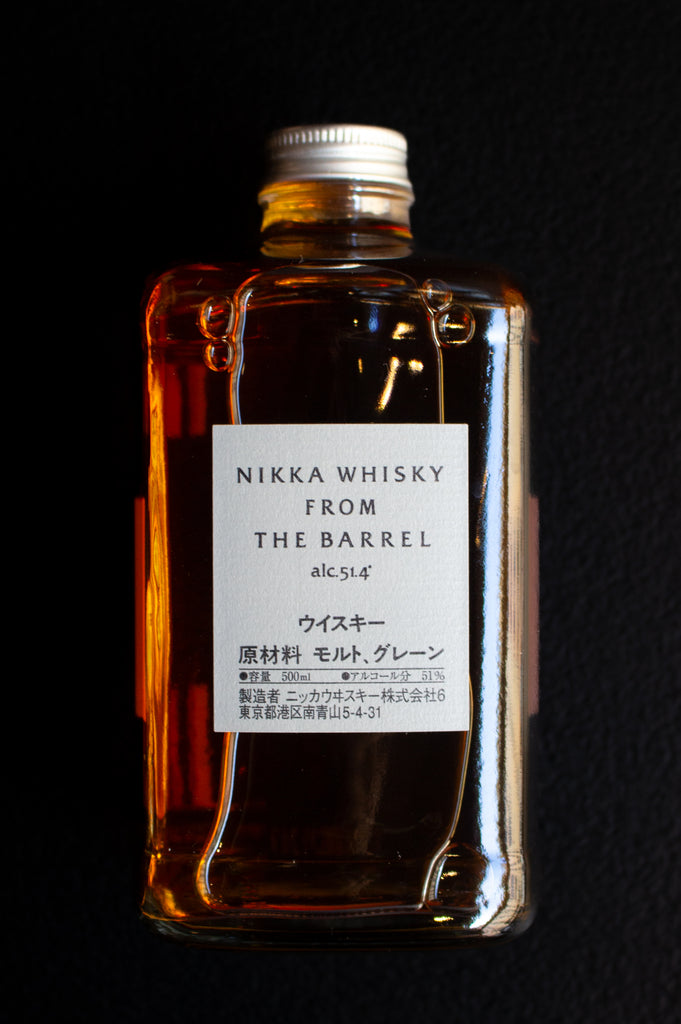 NIKKA WHISKY
FROM
THE BARREL
alc.51.4°
ウイスキー
原材料 モルト、グレーン
●容量 500ml ●アルコール分 51%
製造者 ニッカウヰスキー株式会社6
東京都港区南青山5-4-31